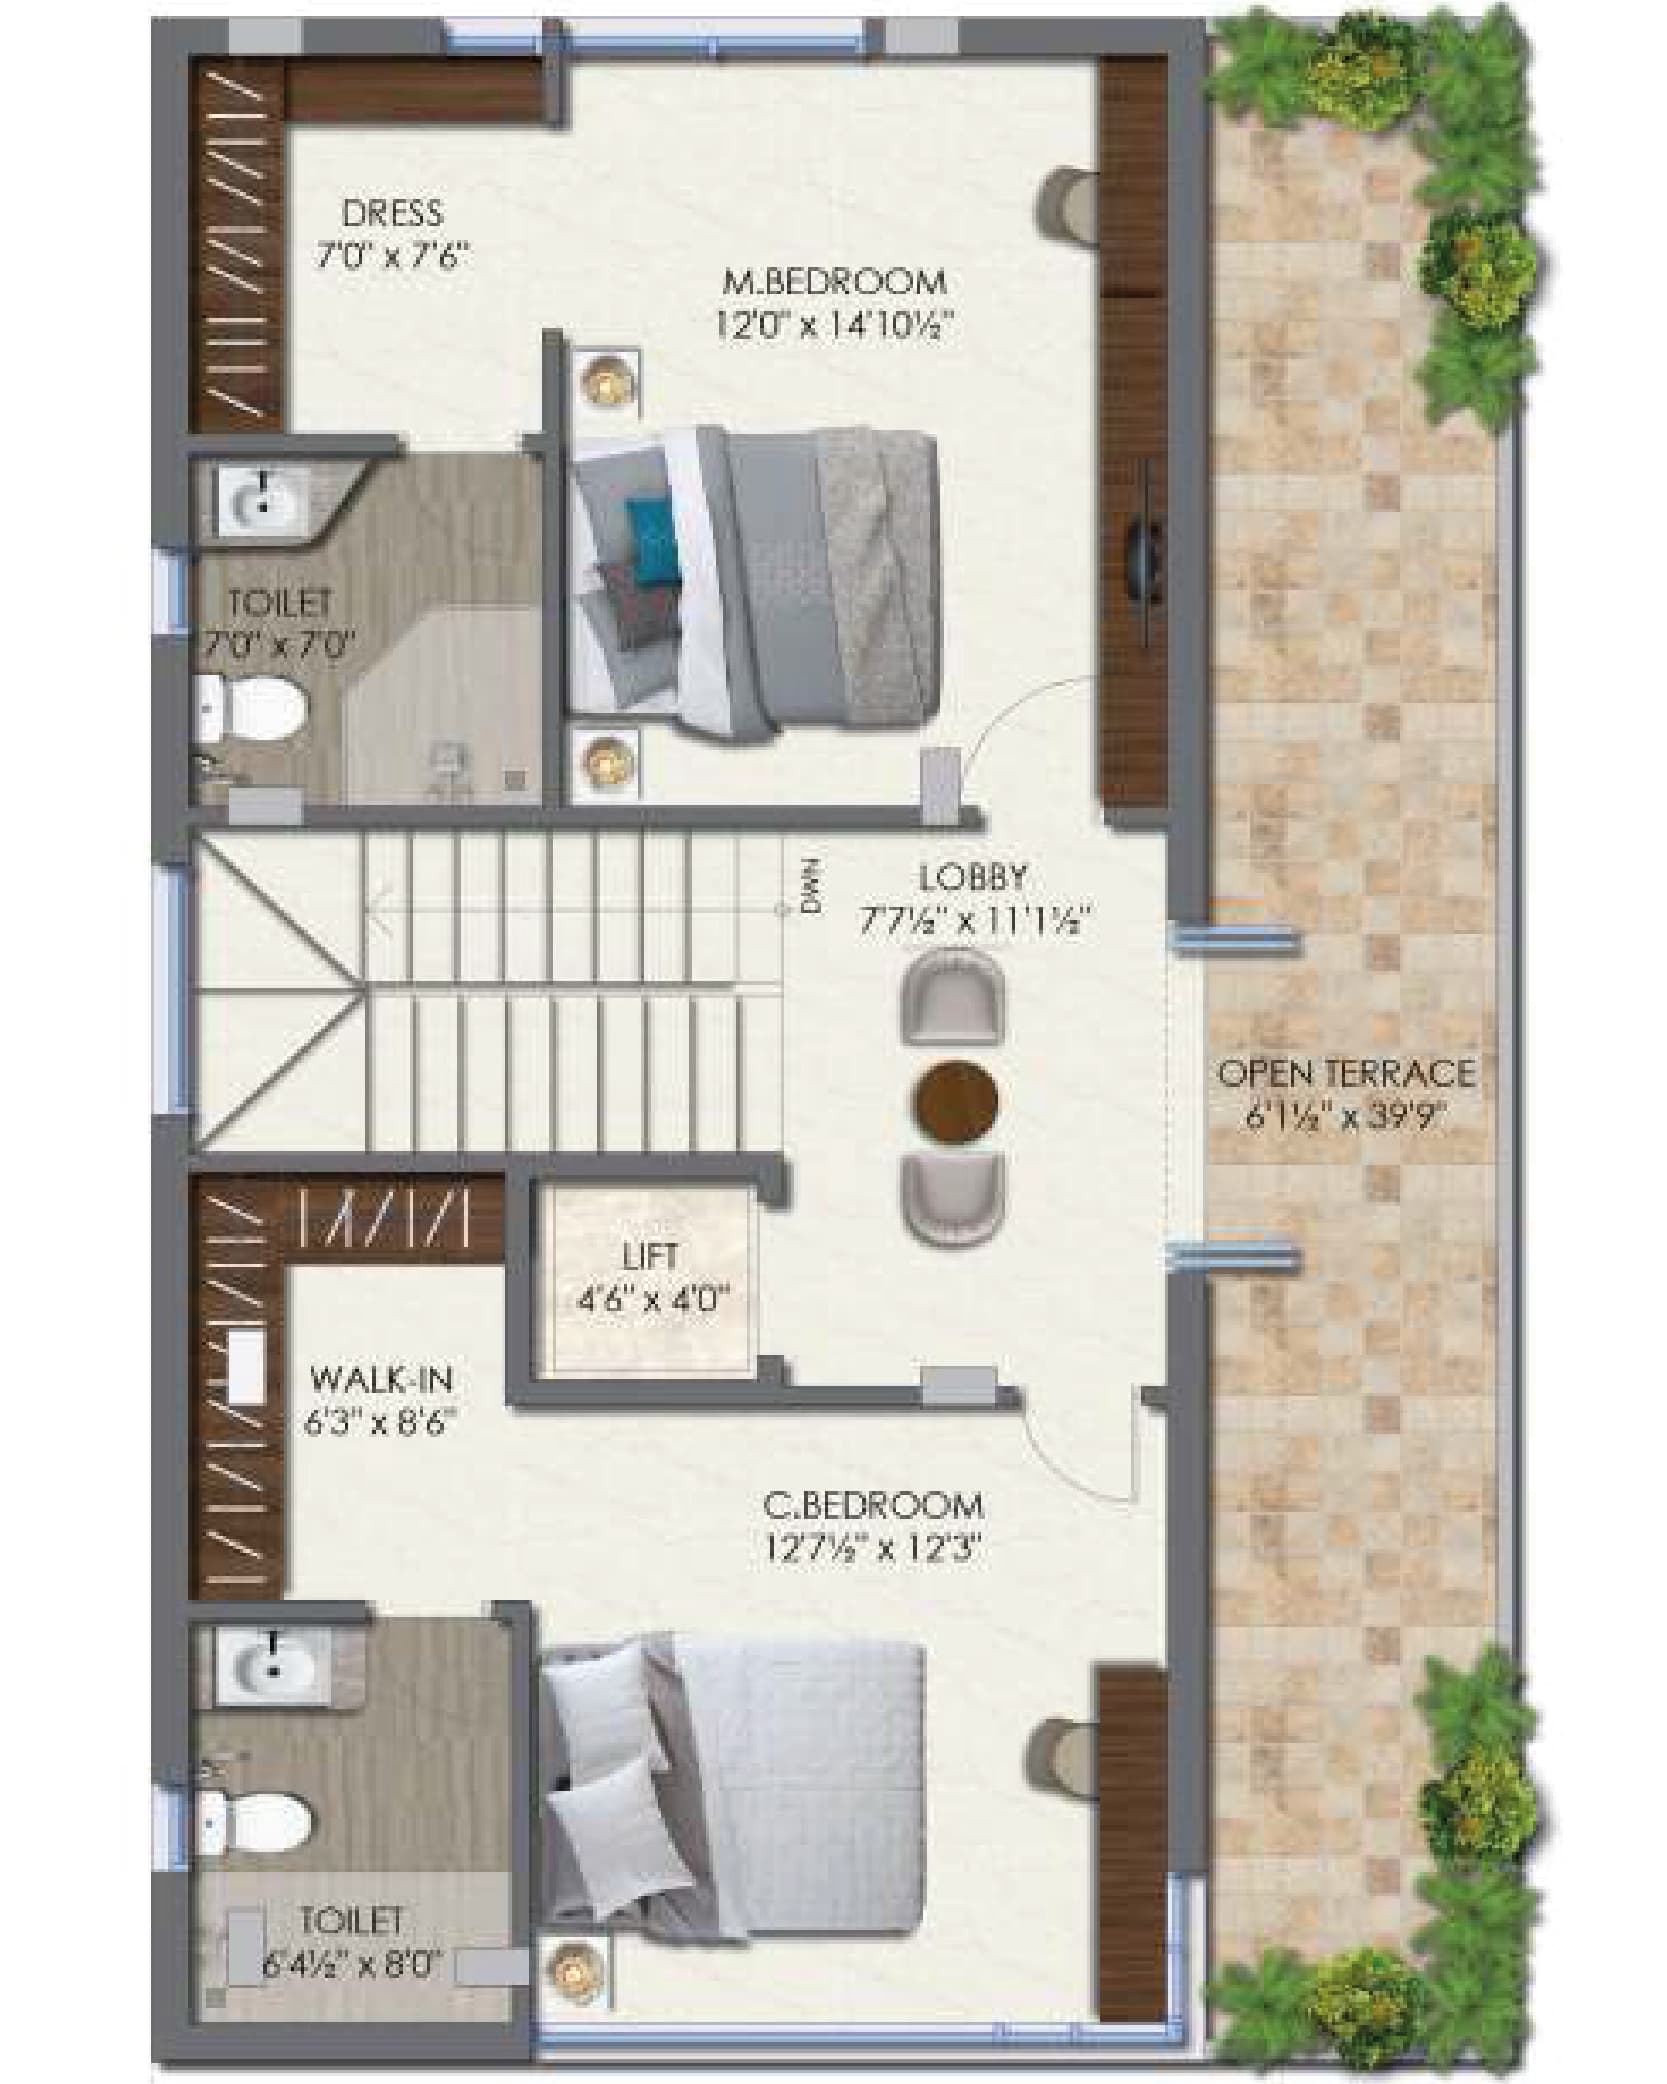 DRESS
7'0" x 7'6"
M.BEDROOM
12'0" x 14'10½"
TOILET
7'0" x 7'0"
DWN
LOBBY
7'7½" x 11'1½"
OPEN TERRACE
6'1½" x 39'9"
LIFT
4'6" x 4'0"
WALK-IN
6'3" x 8'6"
C.BEDROOM
12'7½" x 12'3"
TOILET
6'4½" x 8'0"